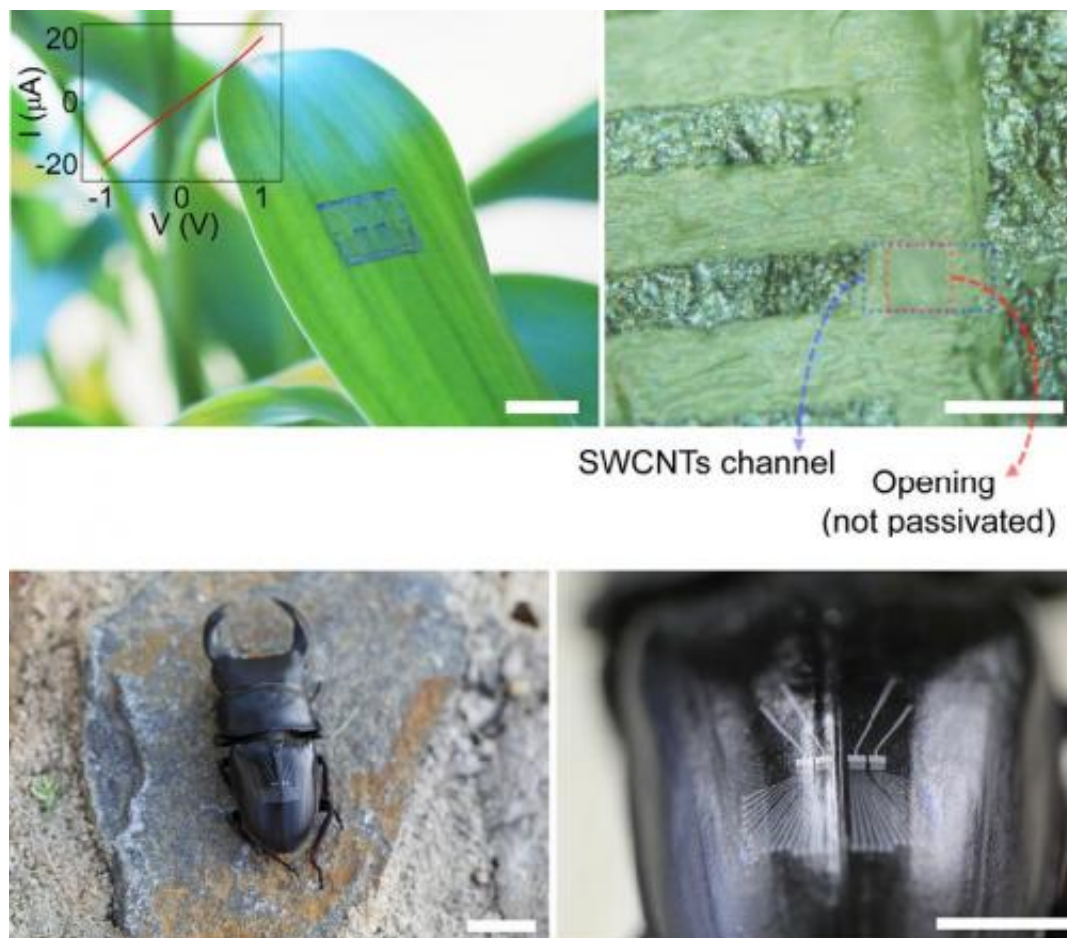 20
0
-20
I (μA)
-1
0
1
V (V)
SWCNTs channel
Opening
(not passivated)